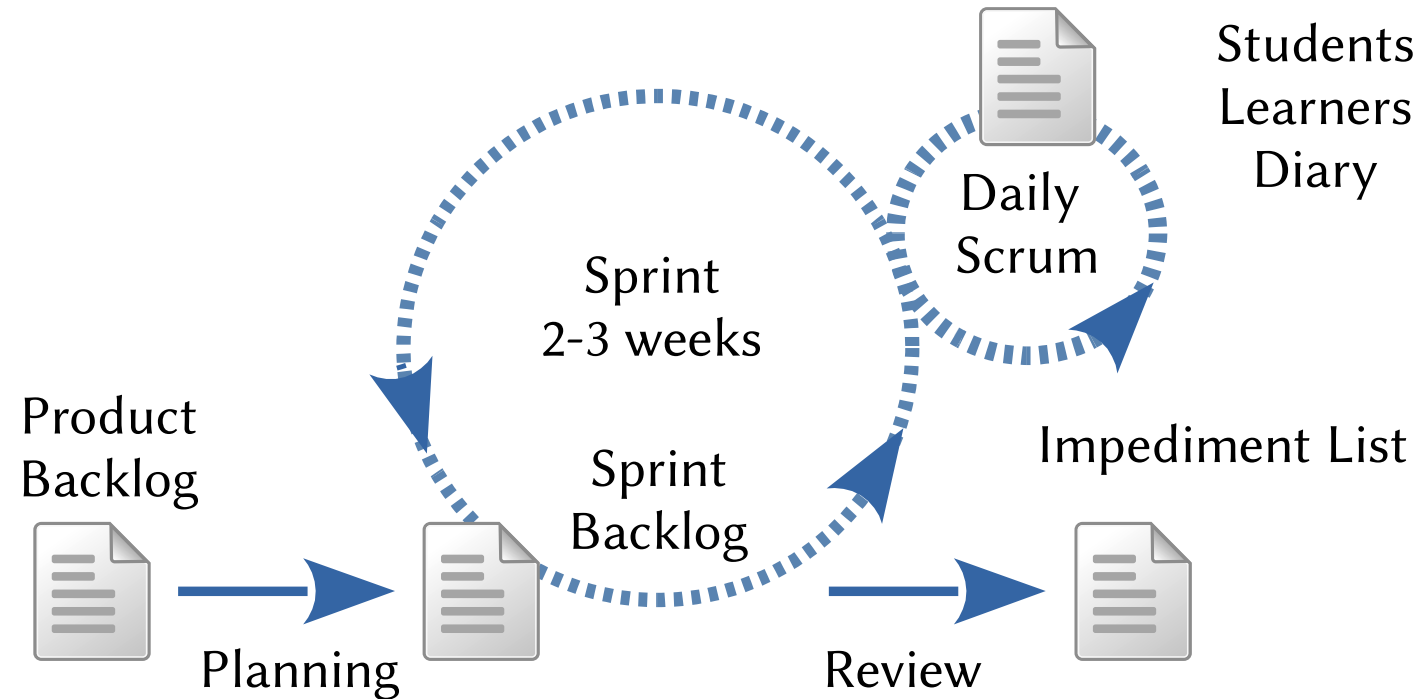 Students
Learners
Diary
Daily
Scrum
Sprint
2-3 weeks
Product
Backlog
Sprint
Backlog
Impediment List
Planning
Review